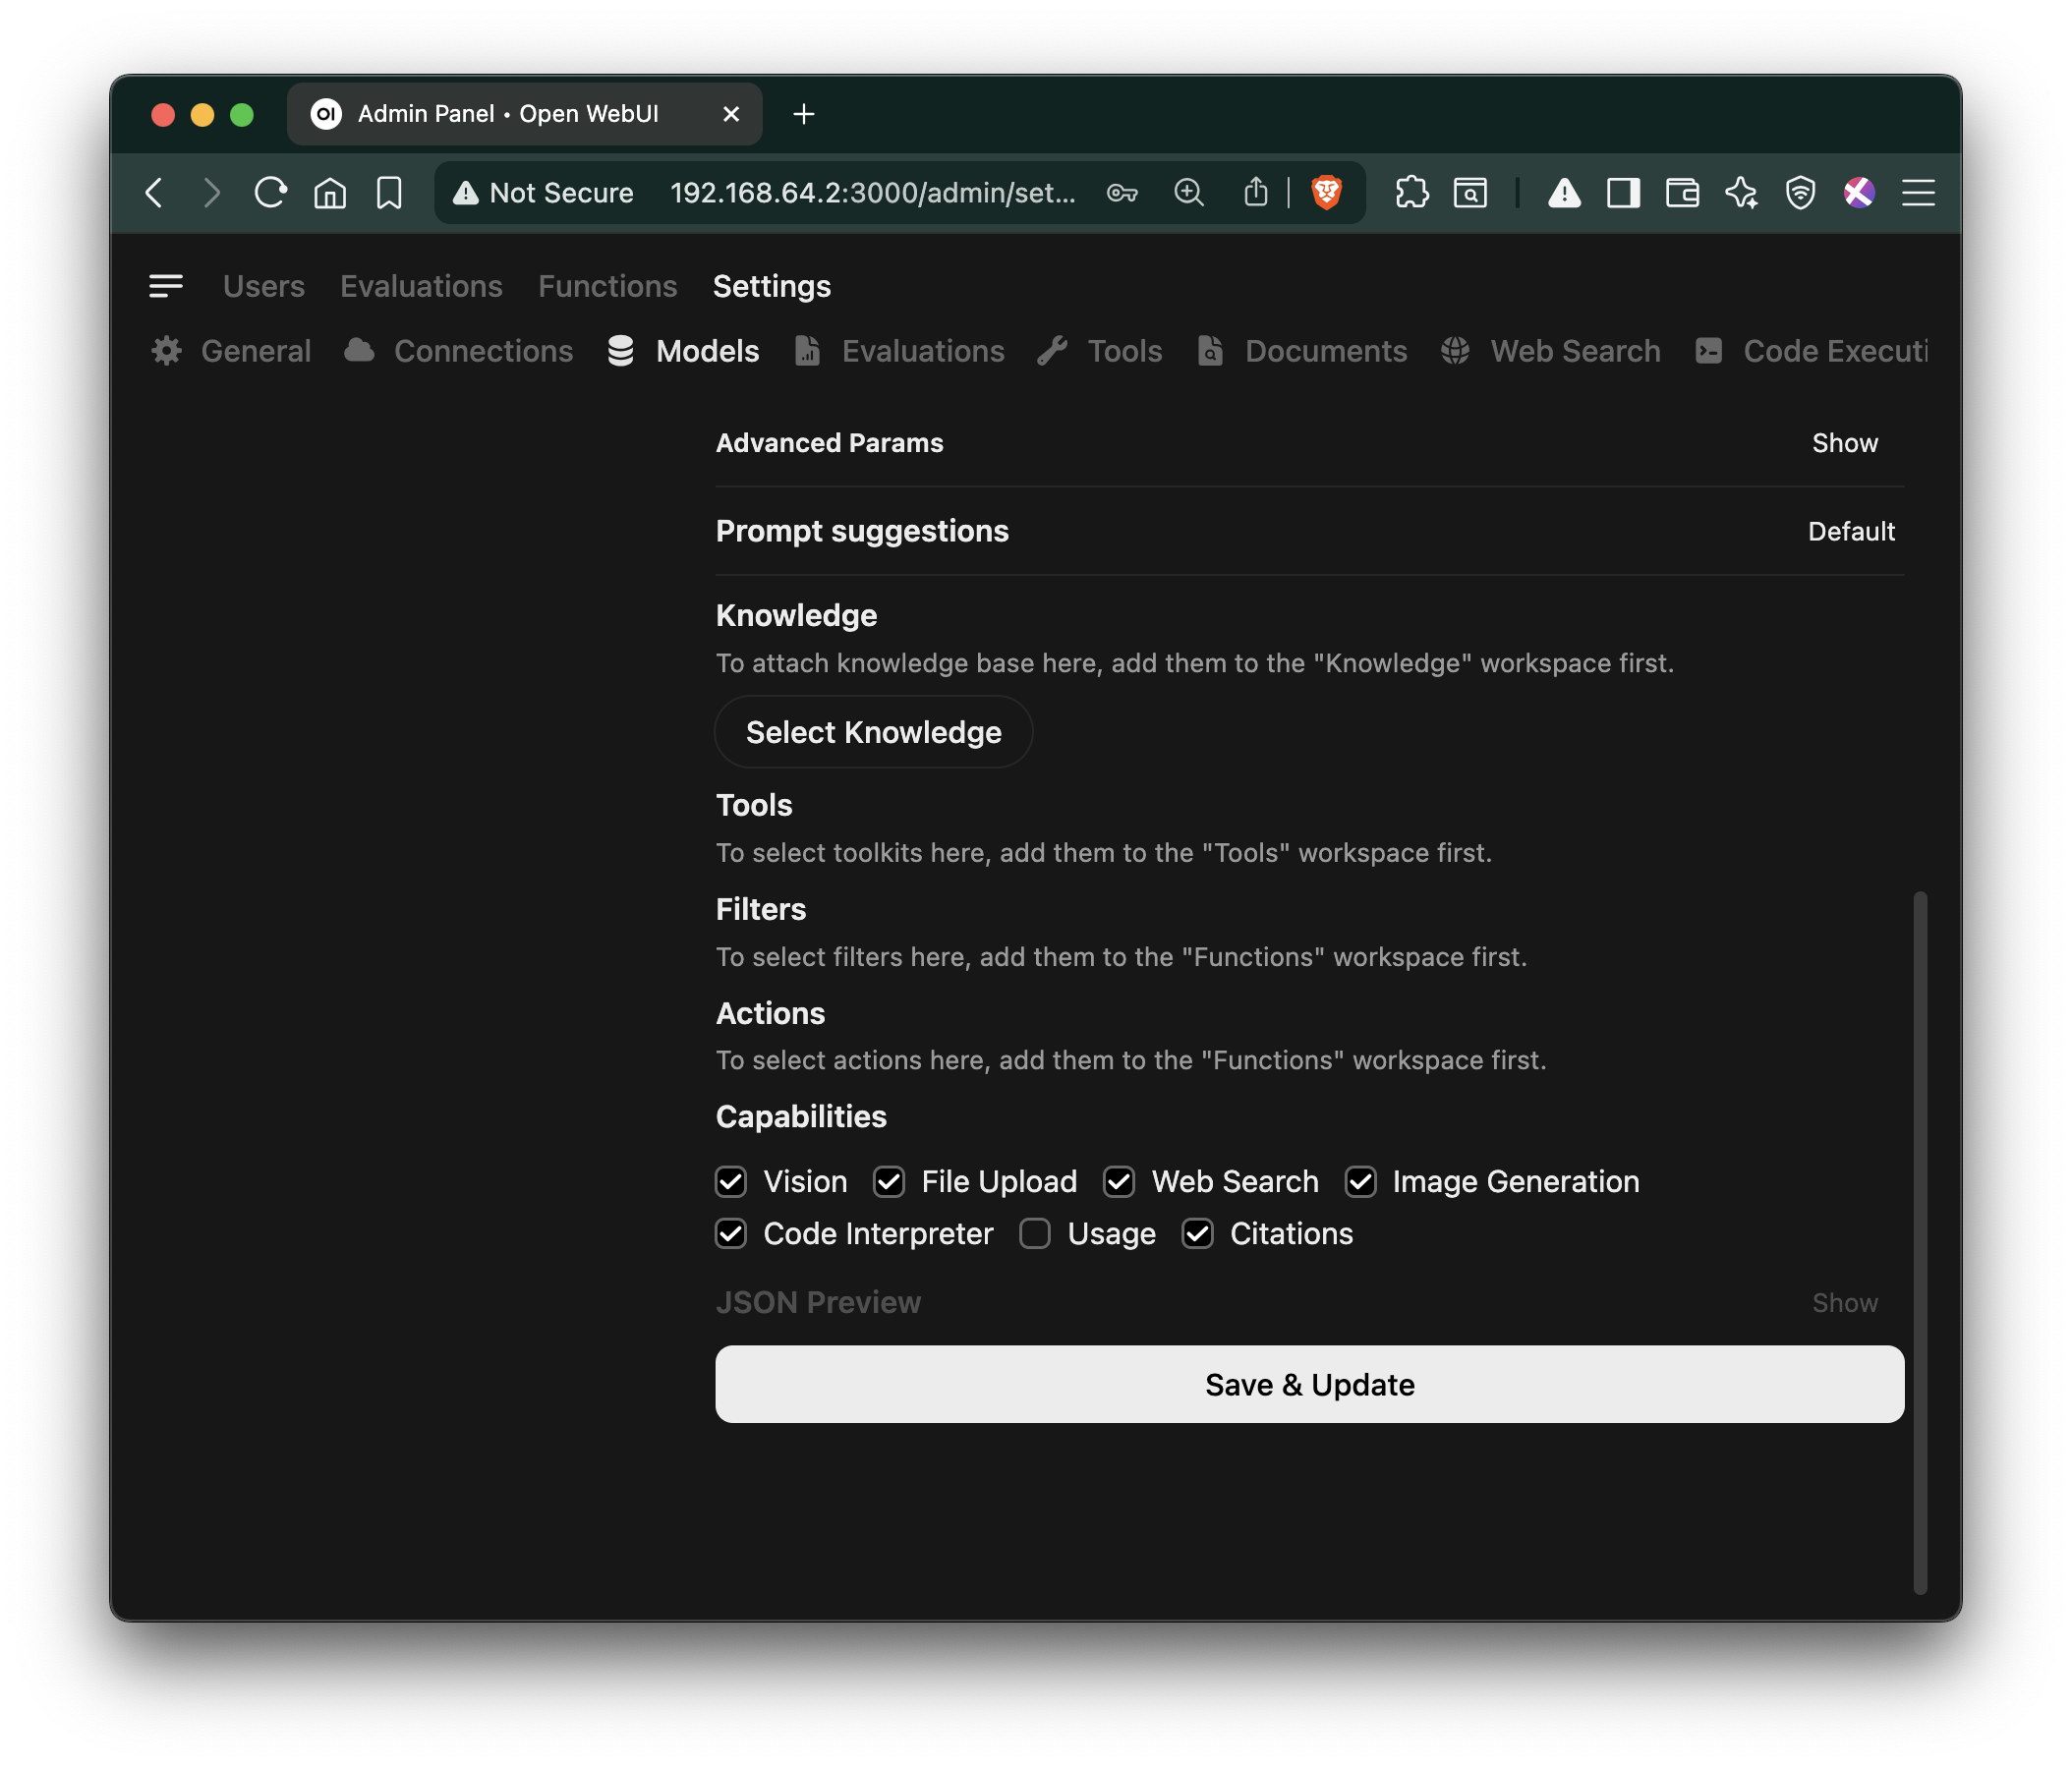 OI Admin Panel • Open WebUI
Not Secure 192.168.64.2:3000/admin/set...
Users Evaluations Functions Settings
General Connections Models Evaluations Tools Documents Web Search Code Executi
Advanced Params Show
Prompt suggestions Default
Knowledge
To attach knowledge base here, add them to the "Knowledge" workspace first.
Select Knowledge
Tools
To select toolkits here, add them to the "Tools" workspace first.
Filters
To select filters here, add them to the "Functions" workspace first.
Actions
To select actions here, add them to the "Functions" workspace first.
Capabilities
Vision File Upload Web Search Image Generation
Code Interpreter Usage Citations
JSON Preview Show
Save & Update